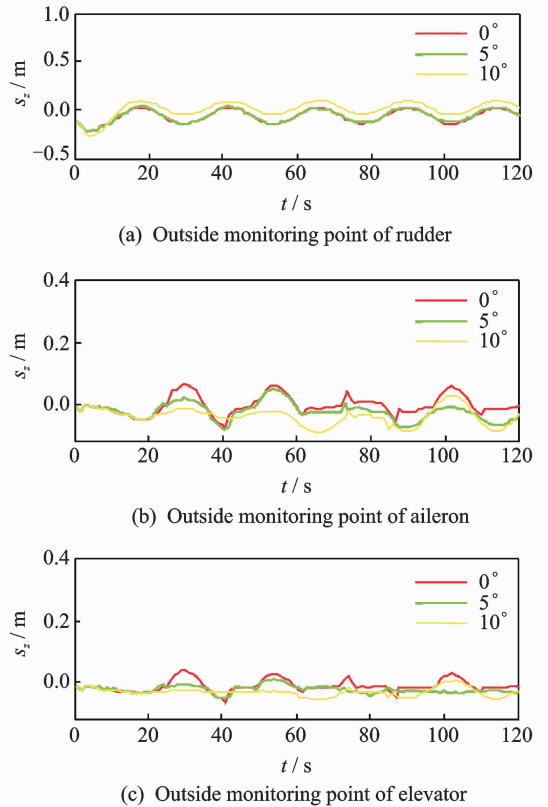 1.0
0.0
−0.5
s_z / m
0°
5°
10°
0 20 40 60 80 100 120
t / s
(a) Outside monitoring point of rudder
0.4
0.2
0.0
s_z / m
0°
5°
10°
0 20 40 60 80 100 120
t / s
(b) Outside monitoring point of aileron
0.4
0.2
0.0
s_z / m
0°
5°
10°
0 20 40 60 80 100 120
t / s
(c) Outside monitoring point of elevator